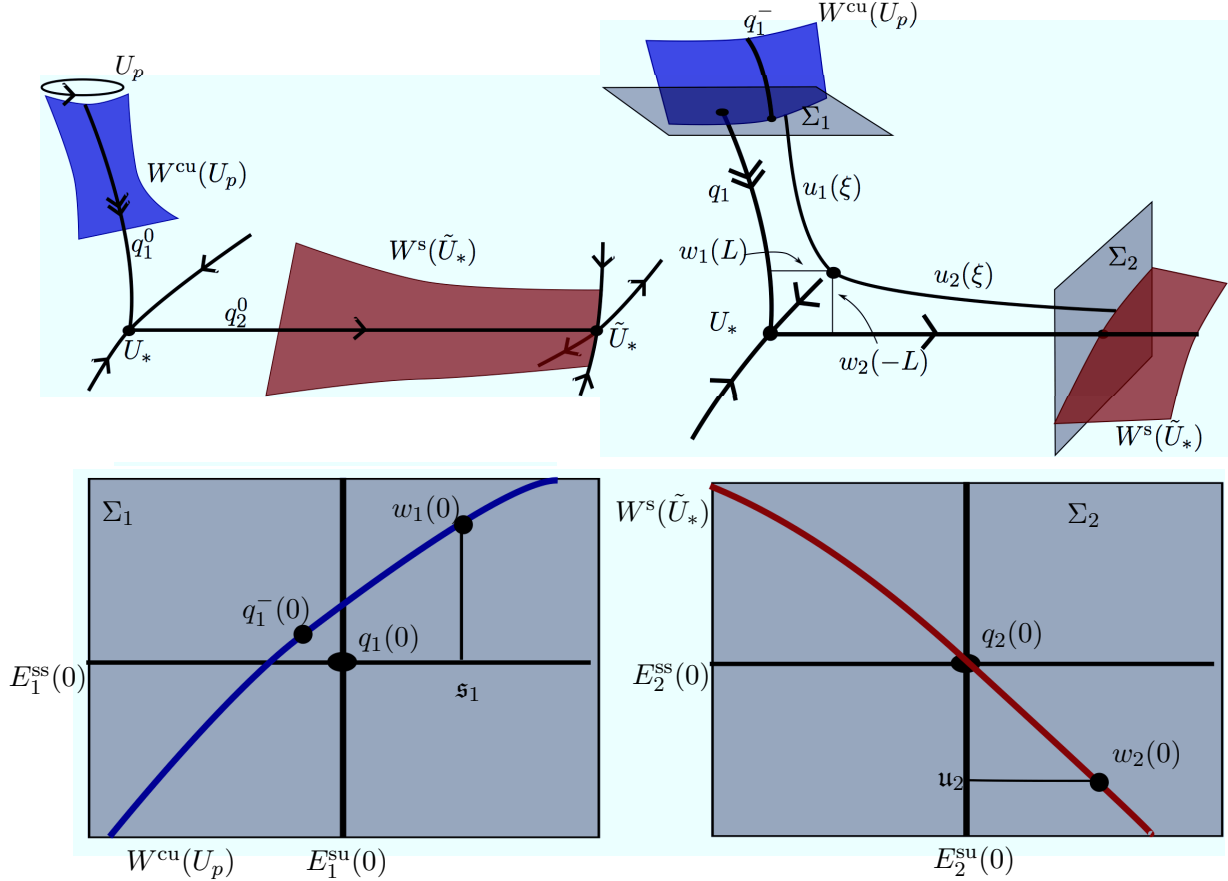 U_p
W^{cu}(U_p)
q_1^0
W^s(Ũ_*)
q_2^0
U_*
Ũ_*
q_1^-
W^{cu}(U_p)
Σ_1
q_1
u_1(ξ)
w_1(L)
Σ_2
u_2(ξ)
U_*
w_2(−L)
W^s(Ũ_*)
Σ_1
w_1(0)
q_1^-(0)
q_1(0)
E_1^{ss}(0)
𝔰_1
W^{cu}(U_p)
E_1^{su}(0)
W^s(Ũ_*)
Σ_2
q_2(0)
E_2^{ss}(0)
w_2(0)
𝔲_2
E_2^{su}(0)